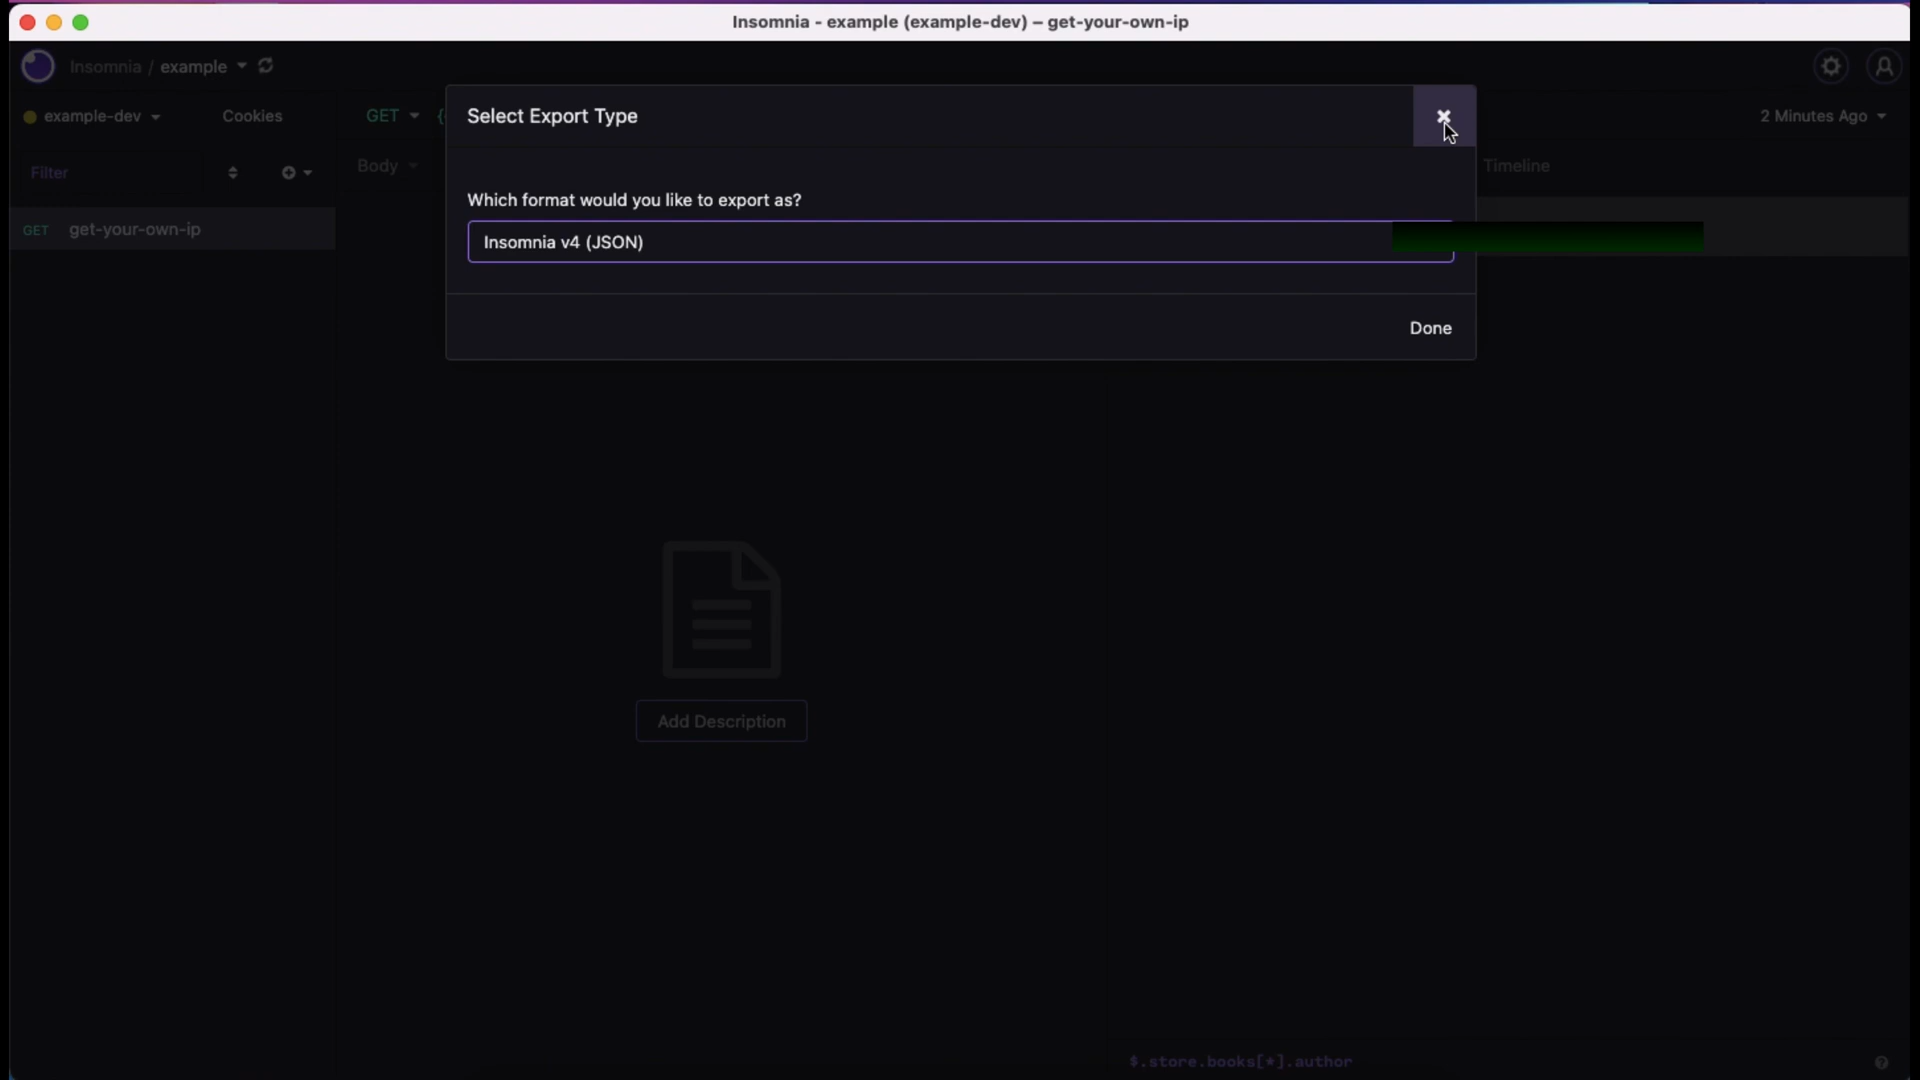 Insomnia - example (example-dev) – get-your-own-ip
Insomnia / example
example-dev
Cookies
GET
{
Select Export Type
2 Minutes Ago
Filter
Body
Timeline
Which format would you like to export as?
GET get-your-own-ip
Insomnia v4 (JSON)
Done
Add Description
$.store.books[*].author